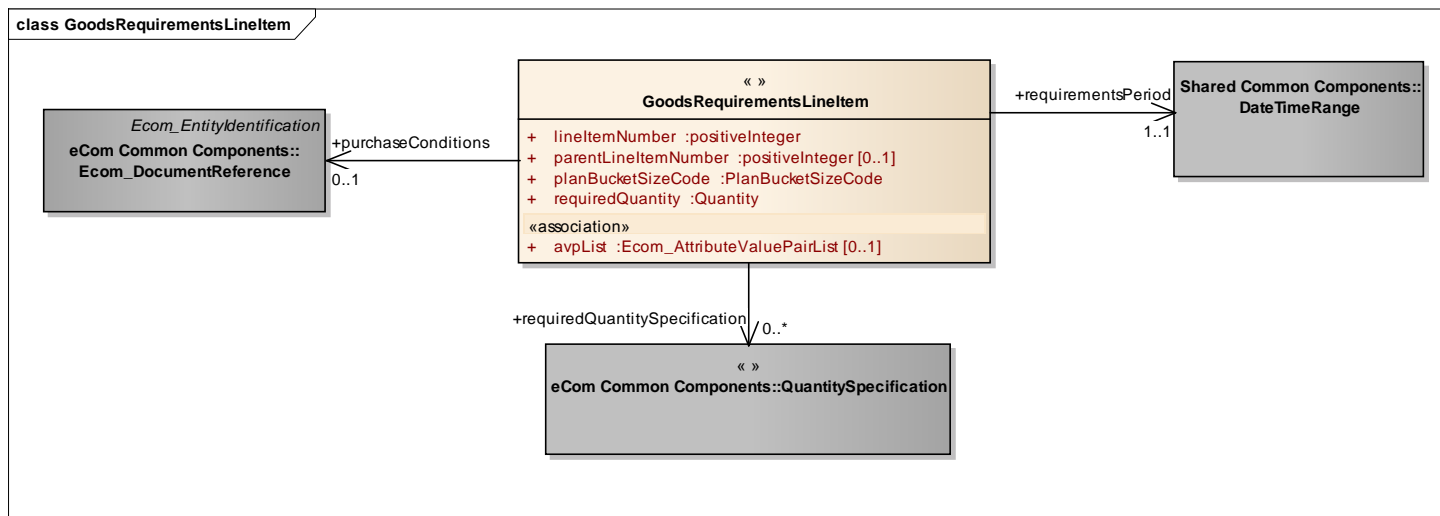 class GoodsRequirementsLineItem
« »
GoodsRequirementsLineItem
+ lineItemNumber :positiveInteger
+ parentLineItemNumber :positiveInteger [0..1]
+ planBucketSizeCode :PlanBucketSizeCode
+ requiredQuantity :Quantity
«association»
+ avpList :Ecom_AttributeValuePairList [0..1]
Ecom_EntityIdentification
eCom Common Components::
Ecom_DocumentReference
+purchaseConditions
0..1
+requirementsPeriod
1..1
Shared Common Components::
DateTimeRange
+requiredQuantitySpecification
0..*
« »
eCom Common Components::QuantitySpecification